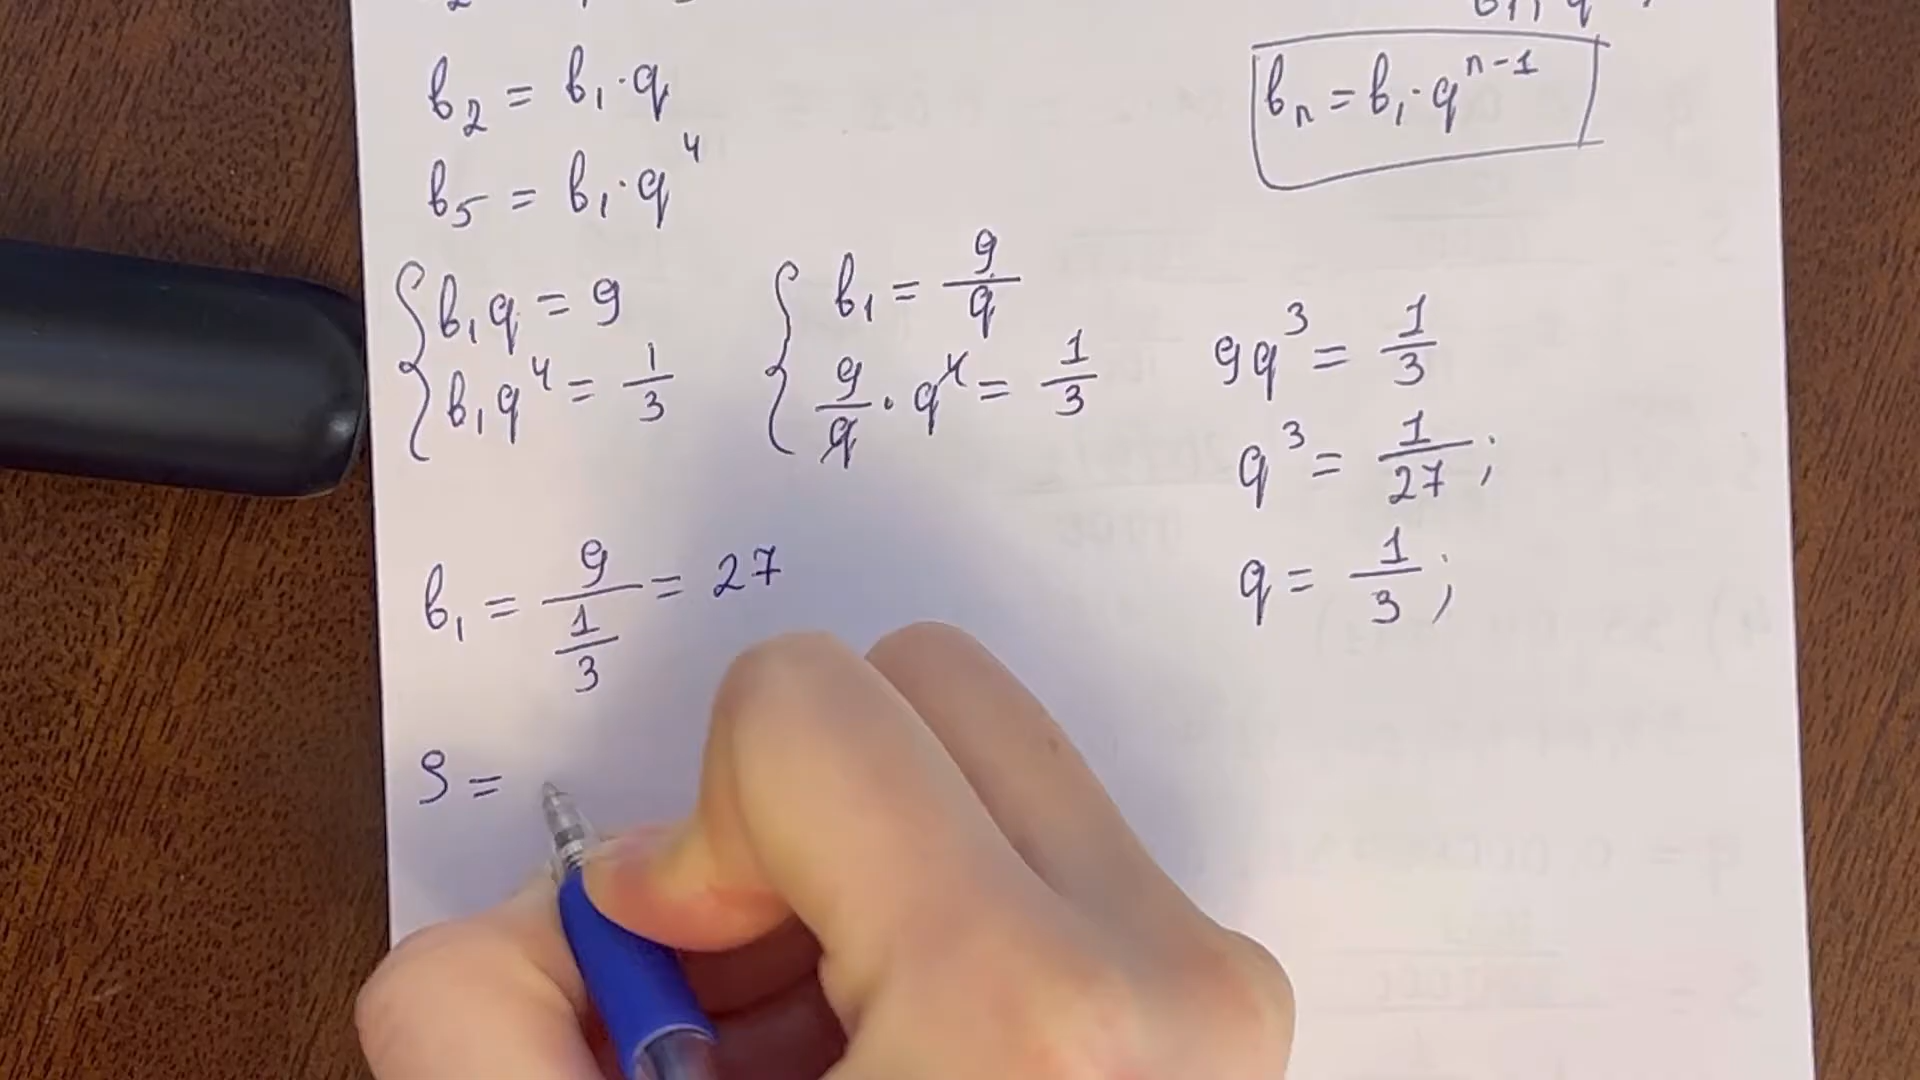 b₂ = b₁·q
b₅ = b₁·q⁴
bₙ = b₁·qⁿ⁻¹
{ b₁q = 9
b₁q⁴ = 1/3
{ b₁ = 9/q
9/q · q⁴ = 1/3
9q³ = 1/3
q³ = 1/27;
q = 1/3;
b₁ = 9/(1/3) = 27
S =